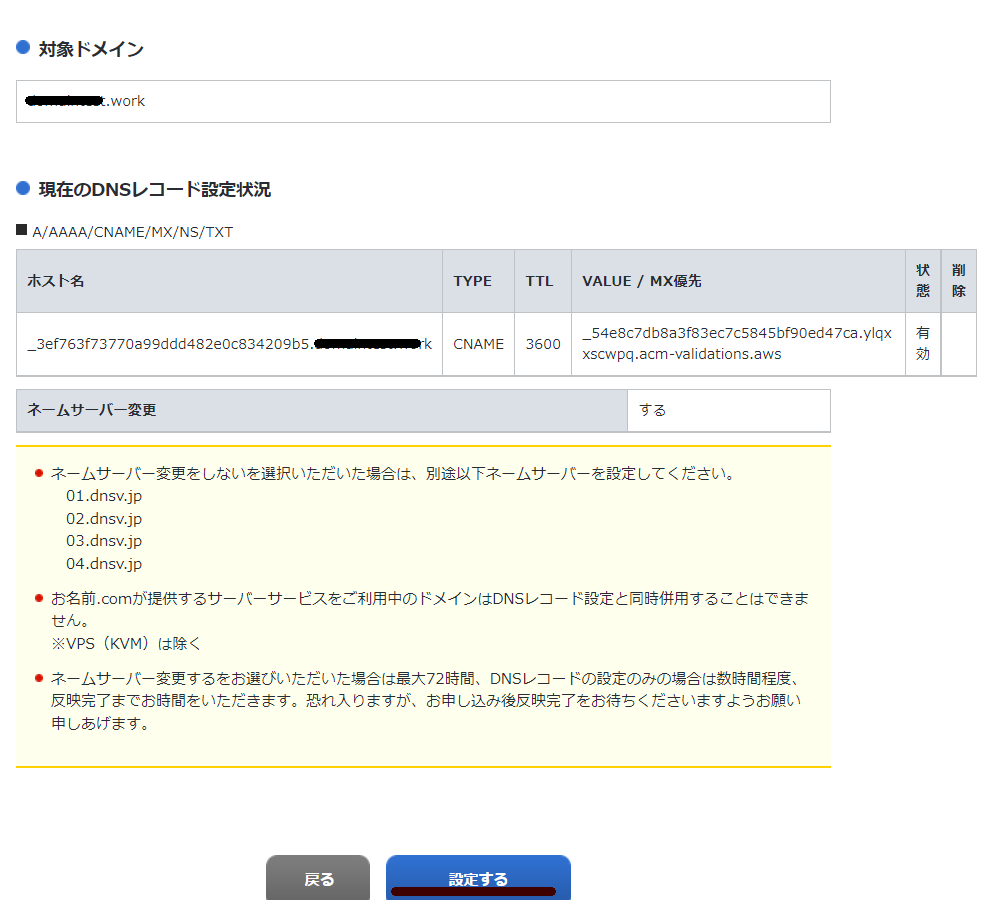 対象ドメイン
.work
現在のDNSレコード設定状況
A/AAAA/CNAME/MX/NS/TXT
ホスト名 TYPE TTL VALUE / MX優先 状態 削除
_3ef763f73770a99ddd482e0c834209b5. rk CNAME 3600 _54e8c7db8a3f83ec7c5845bf90ed47ca.ylqx
xscwpq.acm-validations.aws 有効
ネームサーバー変更 する
ネームサーバー変更をしないを選択いただいた場合は、別途以下ネームサーバーを設定してください。
01.dnsv.jp
02.dnsv.jp
03.dnsv.jp
04.dnsv.jp
お名前.comが提供するサーバーサービスをご利用中のドメインはDNSレコード設定と同時併用することはできま
せん。
※VPS（KVM）は除く
ネームサーバー変更するをお選びいただいた場合は最大72時間、DNSレコードの設定のみの場合は数時間程度、
反映完了までお時間をいただきます。恐れ入りますが、お申し込み後反映完了をお待ちくださいますようお願い
申しあげます。
戻る 設定する